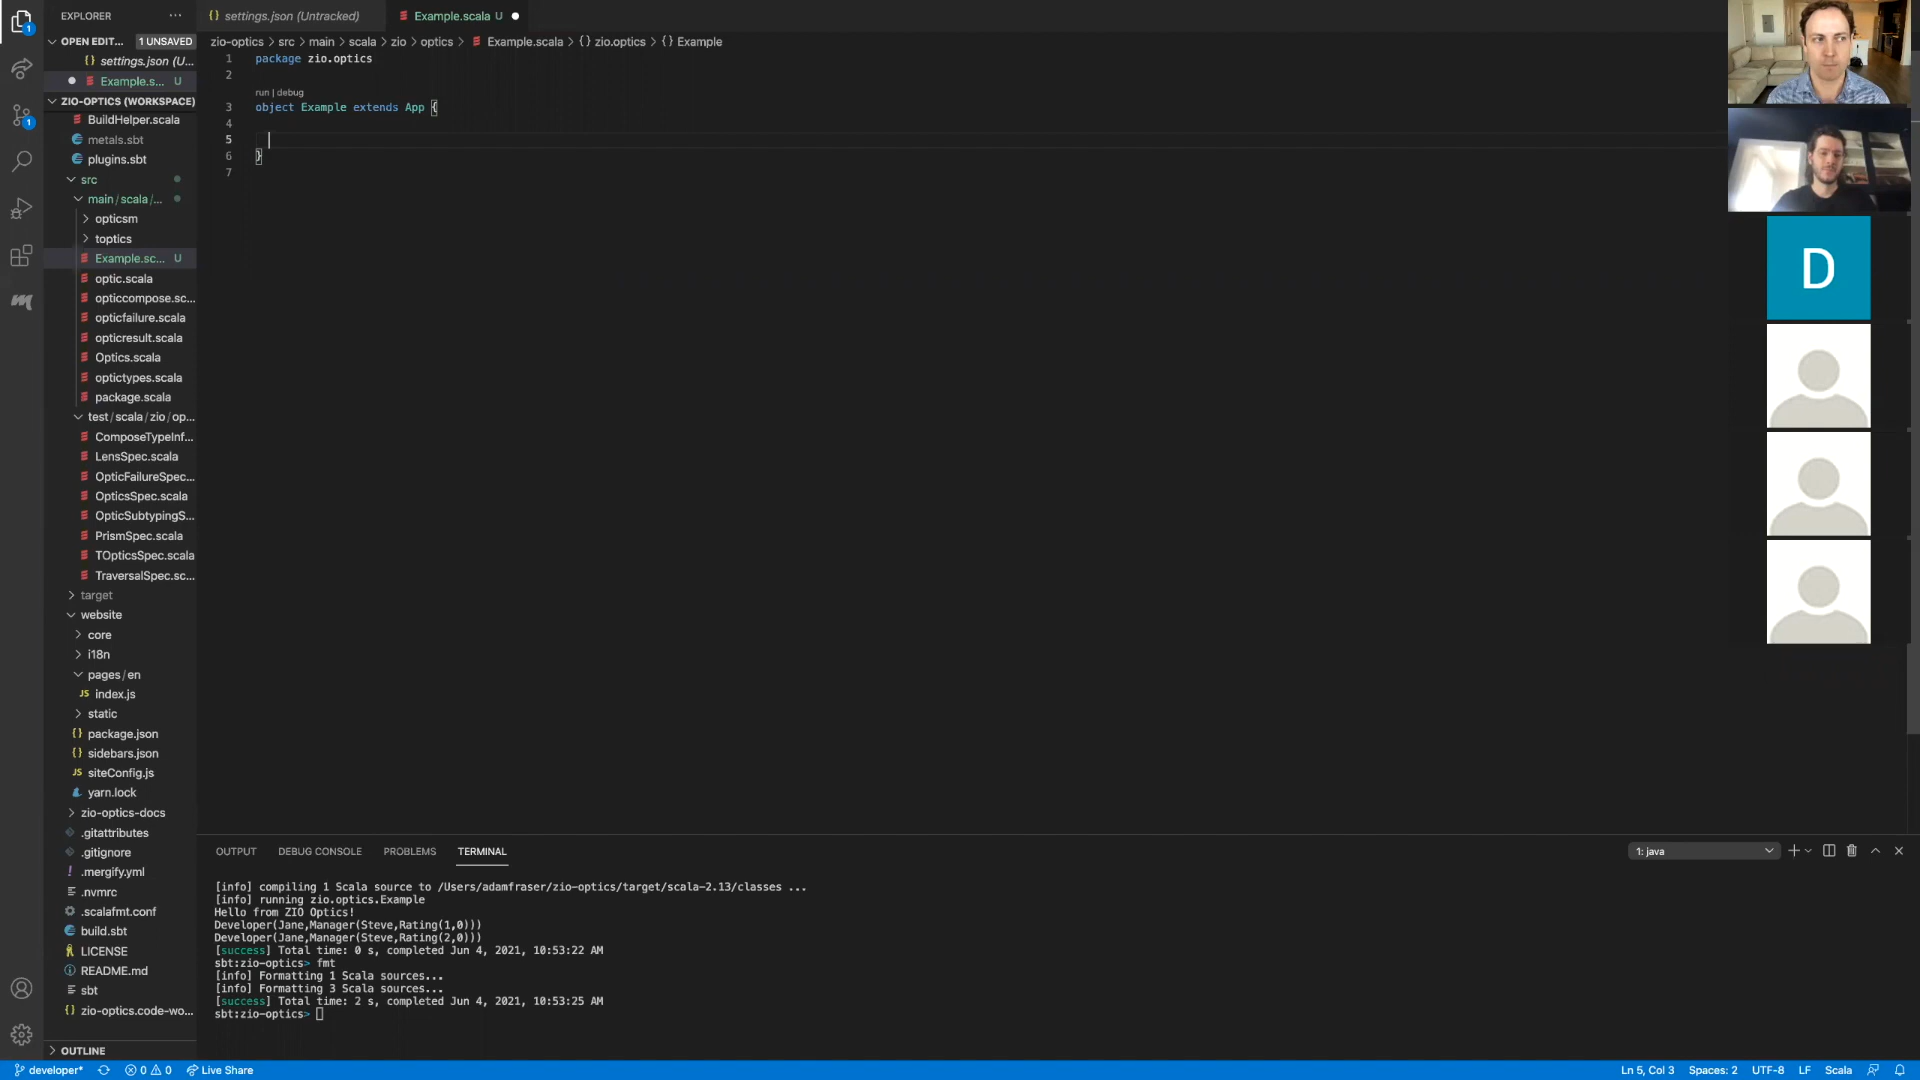 EXPLORER
···
OPEN EDIT...
1 UNSAVED
settings.json (U...
Example.s... U
ZIO-OPTICS (WORKSPACE)
BuildHelper.scala
metals.sbt
plugins.sbt
src
main/scala/...
opticsm
toptics
Example.sc... U
optic.scala
opticcompose.sc...
opticfailure.scala
opticresult.scala
Optics.scala
optictypes.scala
package.scala
test/scala/zio/op...
ComposeTypeInf...
LensSpec.scala
OpticFailureSpec...
OpticsSpec.scala
OpticSubtypingS...
PrismSpec.scala
TOpticsSpec.scala
TraversalSpec.sc...
target
website
core
i18n
pages/en
JS index.js
static
package.json
sidebars.json
JS siteConfig.js
yarn.lock
zio-optics-docs
.gitattributes
.gitignore
.mergify.yml
.nvmrc
.scalafmt.conf
build.sbt
LICENSE
README.md
sbt
zio-optics.code-wo...
OUTLINE
settings.json (Untracked)
Example.scala U
zio-optics > src > main > scala > zio > optics > Example.scala > {} zio.optics > {} Example
1 package zio.optics
2
run | debug
3 object Example extends App {
4
5
6 }
7
D
OUTPUT DEBUG CONSOLE PROBLEMS TERMINAL
1: java
[info] compiling 1 Scala source to /Users/adamfraser/zio-optics/target/scala-2.13/classes ...
[info] running zio.optics.Example
Hello from ZIO Optics!
Developer(Jane,Manager(Steve,Rating(1,0)))
Developer(Jane,Manager(Steve,Rating(2,0)))
[success] Total time: 0 s, completed Jun 4, 2021, 10:53:22 AM
sbt:zio-optics> fmt
[info] Formatting 1 Scala sources...
[info] Formatting 3 Scala sources...
[success] Total time: 2 s, completed Jun 4, 2021, 10:53:25 AM
sbt:zio-optics>
developer* 0 0 Live Share
Ln 5, Col 3 Spaces: 2 UTF-8 LF Scala